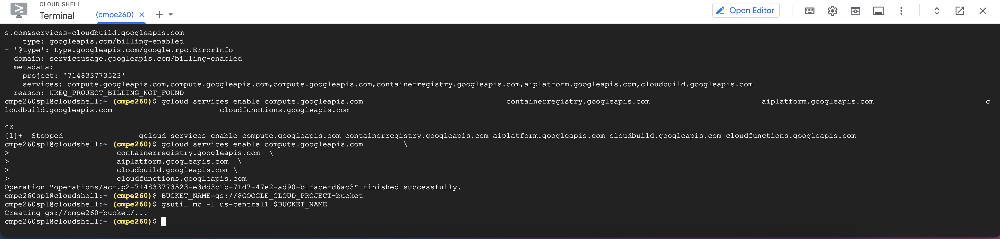 CLOUD SHELL
Terminal
(cmpe260)
Open Editor
s.com&services=cloudbuild.googleapis.com
    type: googleapis.com/billing-enabled
- '@type': type.googleapis.com/google.rpc.ErrorInfo
  domain: serviceusage.googleapis.com/billing-enabled
  metadata:
    project: '714833773523'
    services: compute.googleapis.com,compute.googleapis.com,compute.googleapis.com,containerregistry.googleapis.com,aiplatform.googleapis.com,cloudbuild.googleapis.com
  reason: UREQ_PROJECT_BILLING_NOT_FOUND
cmpe260spl@cloudshell:~ (cmpe260)$ gcloud services enable compute.googleapis.com                                containerregistry.googleapis.com                         aiplatform.googleapis.com                         c
loudbuild.googleapis.com                        cloudfunctions.googleapis.com
^Z
[1]+  Stopped                 gcloud services enable compute.googleapis.com containerregistry.googleapis.com aiplatform.googleapis.com cloudbuild.googleapis.com cloudfunctions.googleapis.com
cmpe260spl@cloudshell:~ (cmpe260)$ gcloud services enable compute.googleapis.com         \
>                        containerregistry.googleapis.com  \
>                        aiplatform.googleapis.com  \
>                        cloudbuild.googleapis.com \
>                        cloudfunctions.googleapis.com
Operation "operations/acf.p2-714833773523-e3dd3c1b-71d7-47e2-ad90-b1facefd6ac3" finished successfully.
cmpe260spl@cloudshell:~ (cmpe260)$ BUCKET_NAME=gs://$GOOGLE_CLOUD_PROJECT-bucket
cmpe260spl@cloudshell:~ (cmpe260)$ gsutil mb -l us-central1 $BUCKET_NAME
Creating gs://cmpe260-bucket/...
cmpe260spl@cloudshell:~ (cmpe260)$